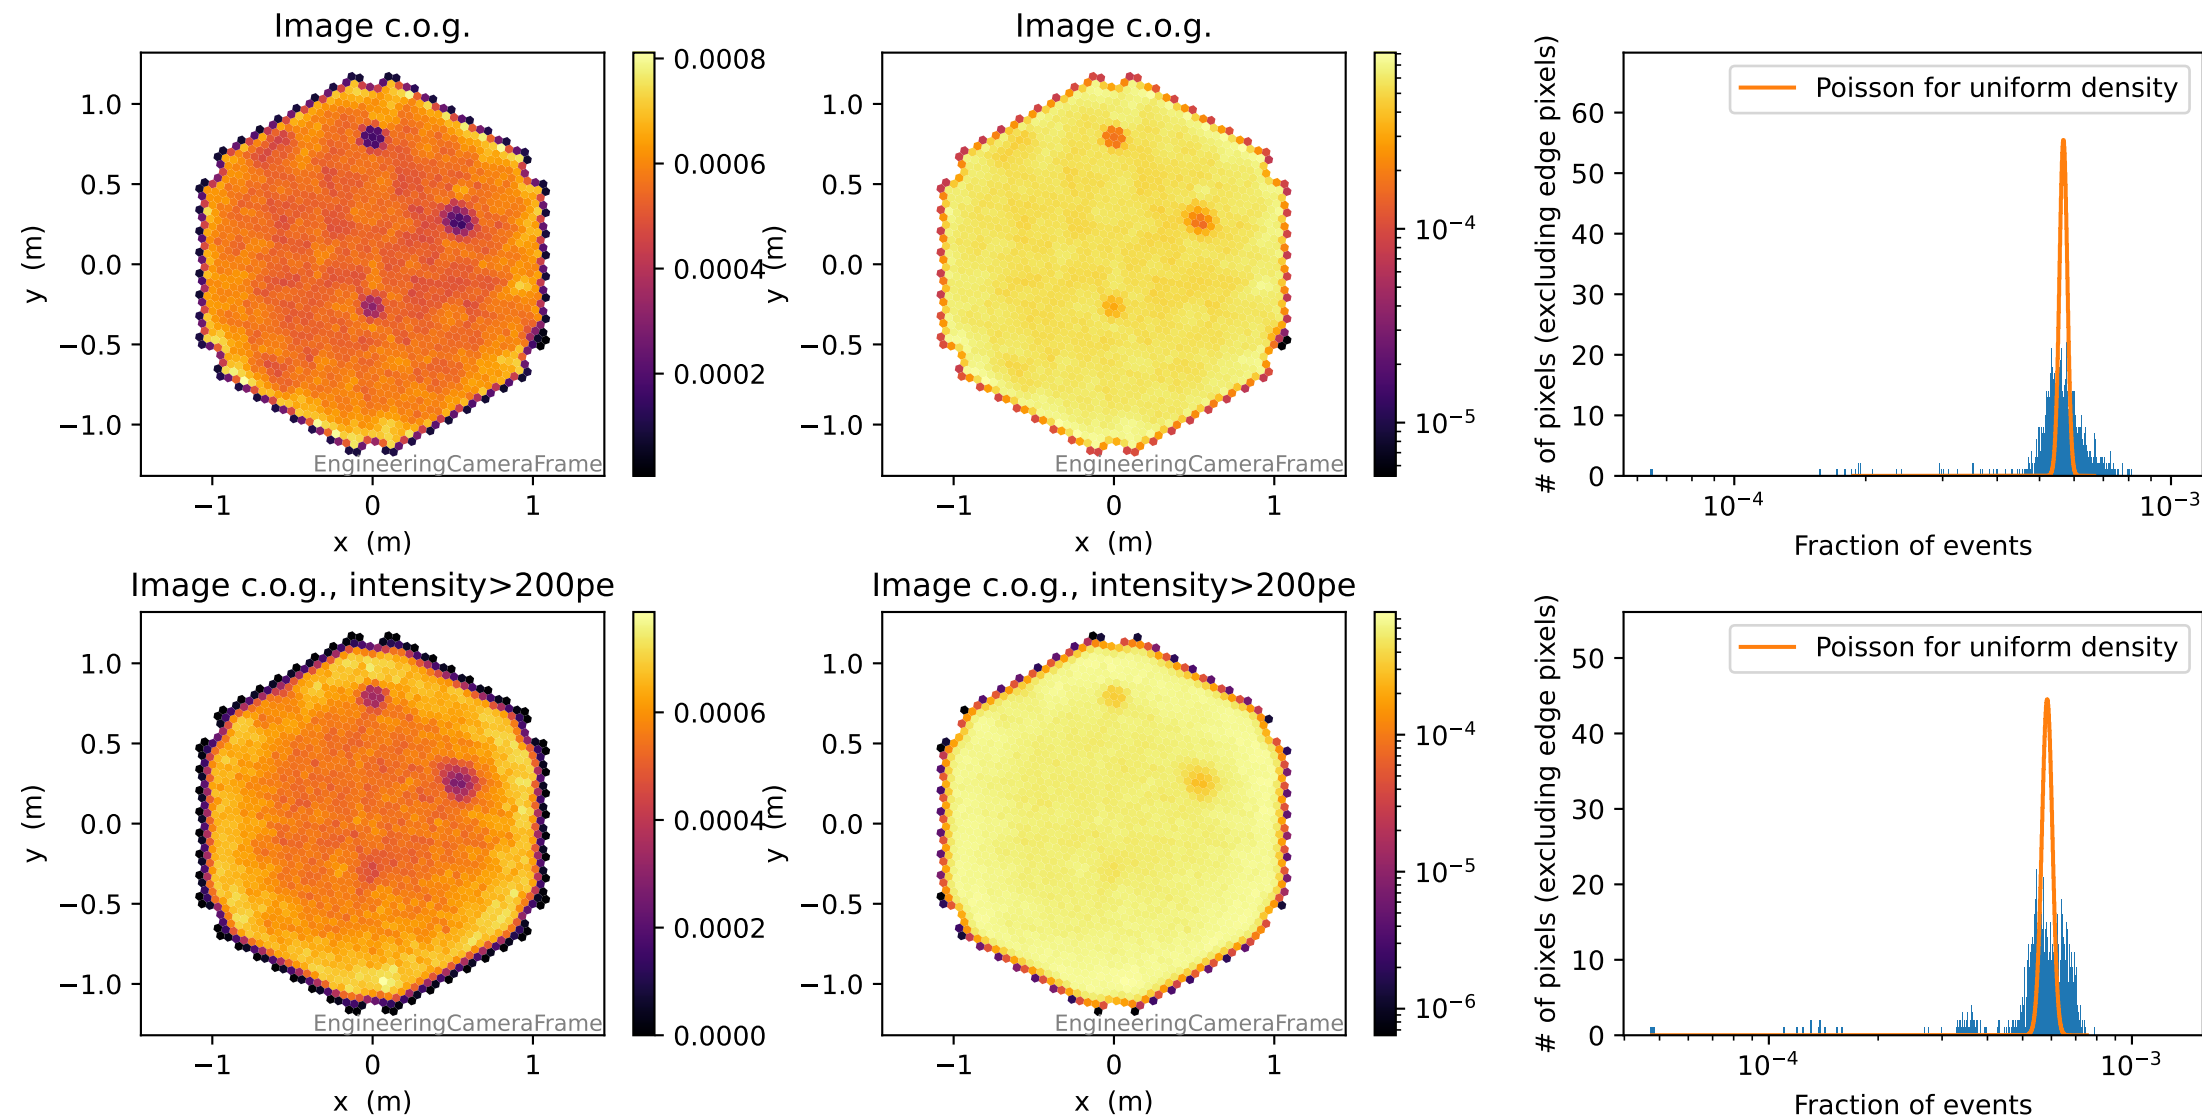 Image c.o.g.
y (m)
1.0
0.5
0.0
−0.5
−1.0
−1
0
1
x (m)
EngineeringCameraFrame
0.0008
0.0006
0.0004
0.0002
Image c.o.g.
y (m)
1.0
0.5
0.0
−0.5
−1.0
−1
0
1
x (m)
EngineeringCameraFrame
10⁻⁴
10⁻⁵
# of pixels (excluding edge pixels)
60
50
40
30
20
10
0
Poisson for uniform density
10⁻⁴
10⁻³
Fraction of events
Image c.o.g., intensity>200pe
y (m)
1.0
0.5
0.0
−0.5
−1.0
−1
0
1
x (m)
EngineeringCameraFrame
0.0006
0.0004
0.0002
0.0000
Image c.o.g., intensity>200pe
y (m)
1.0
0.5
0.0
−0.5
−1.0
−1
0
1
x (m)
EngineeringCameraFrame
10⁻⁴
10⁻⁵
10⁻⁶
# of pixels (excluding edge pixels)
50
40
30
20
10
0
Poisson for uniform density
10⁻⁴
10⁻³
Fraction of events